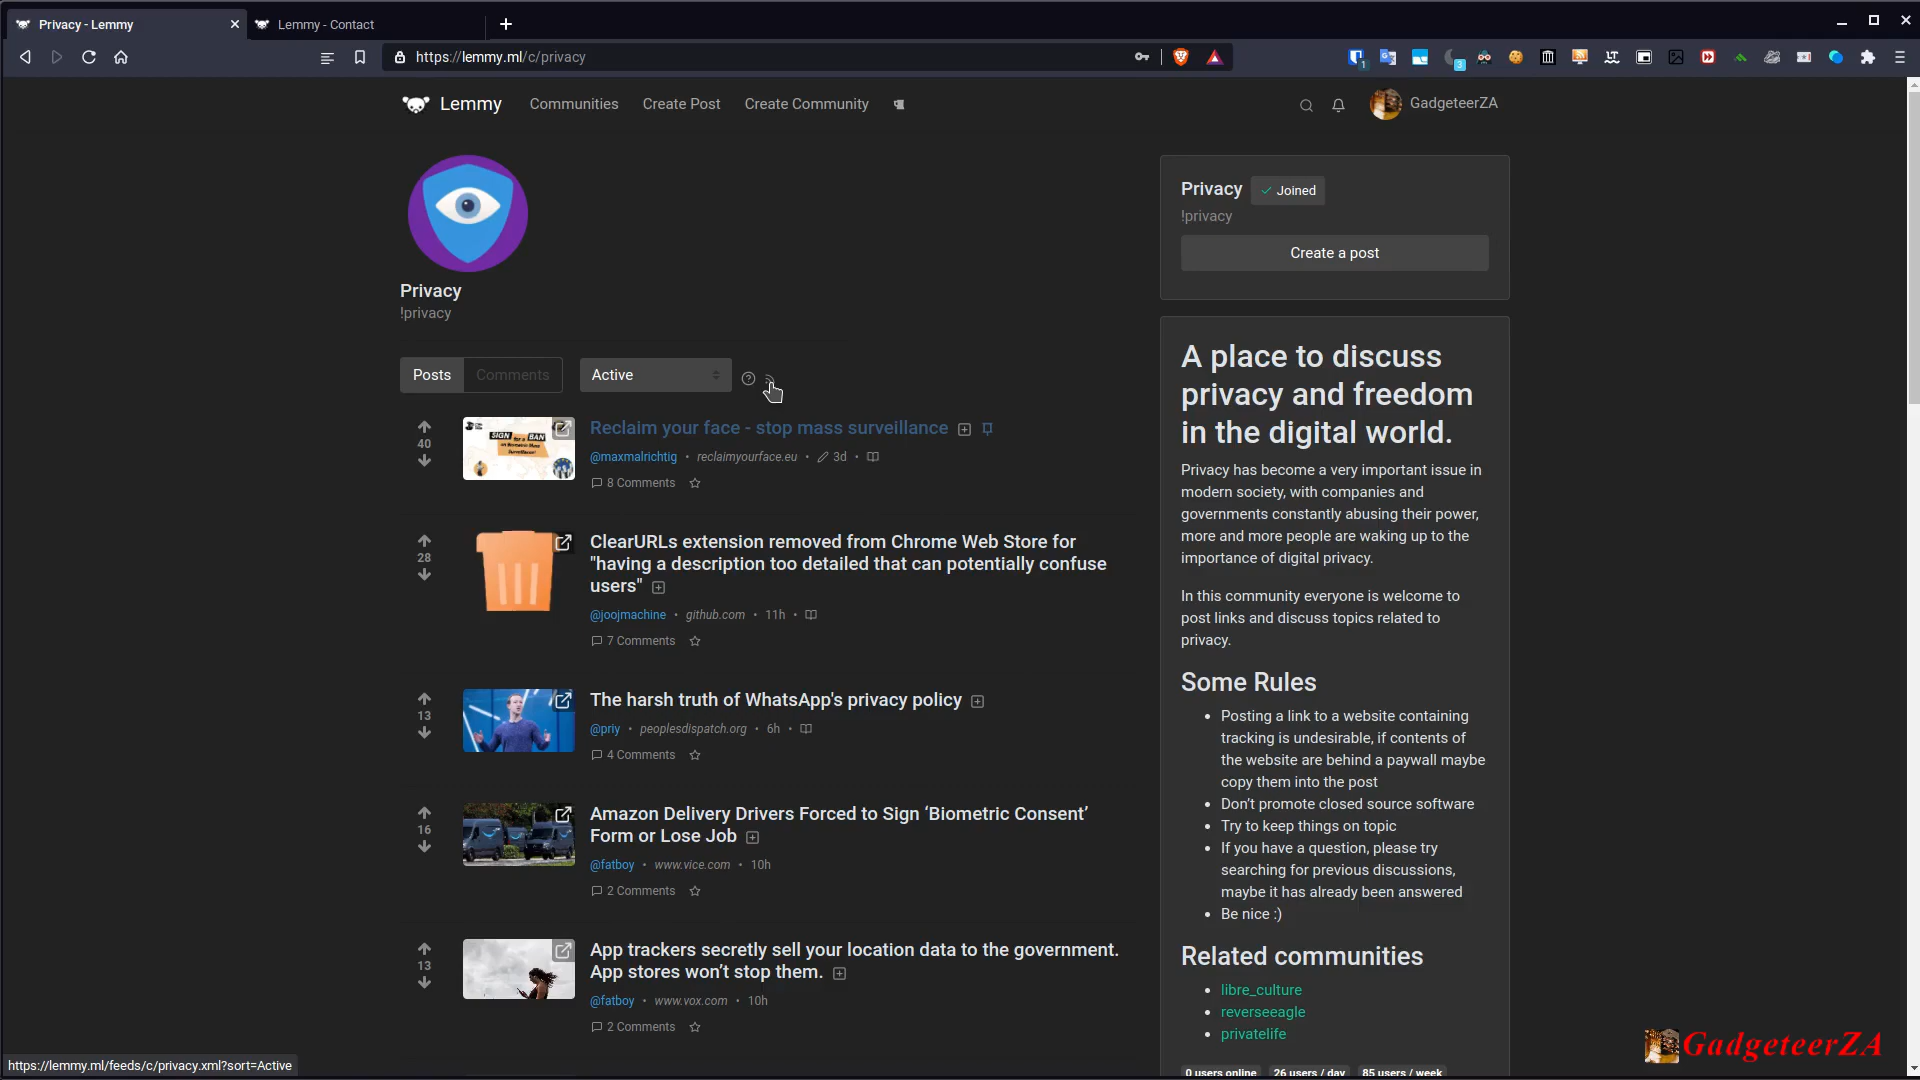 Privacy - Lemmy
Lemmy - Contact
https://lemmy.ml/c/privacy
1
3
Lemmy
Communities
Create Post
Create Community
GadgeteerZA
Privacy
!privacy
Posts
Comments
Active
40
SIGN for a BAN
Reclaim your face - stop mass surveillance
@maxmalrichtig • reclaimyourface.eu • 3d •
8 Comments
28
ClearURLs extension removed from Chrome Web Store for
"having a description too detailed that can potentially confuse
users"
@joojmachine • github.com • 11h •
7 Comments
13
The harsh truth of WhatsApp's privacy policy
@priv • peoplesdispatch.org • 6h •
4 Comments
16
Amazon Delivery Drivers Forced to Sign ‘Biometric Consent’
Form or Lose Job
@fatboy • www.vice.com • 10h
2 Comments
13
App trackers secretly sell your location data to the government.
App stores won’t stop them.
@fatboy • www.vox.com • 10h
2 Comments
Privacy
Joined
!privacy
Create a post
A place to discuss
privacy and freedom
in the digital world.
Privacy has become a very important issue in
modern society, with companies and
governments constantly abusing their power,
more and more people are waking up to the
importance of digital privacy.
In this community everyone is welcome to
post links and discuss topics related to
privacy.
Some Rules
• Posting a link to a website containing
tracking is undesirable, if contents of
the website are behind a paywall maybe
copy them into the post
• Don’t promote closed source software
• Try to keep things on topic
• If you have a question, please try
searching for previous discussions,
maybe it has already been answered
• Be nice :)
Related communities
• libre_culture
• reverseeagle
• privatelife
0 users online 26 users / day 85 users / week
https://lemmy.ml/feeds/c/privacy.xml?sort=Active
GadgeteerZA